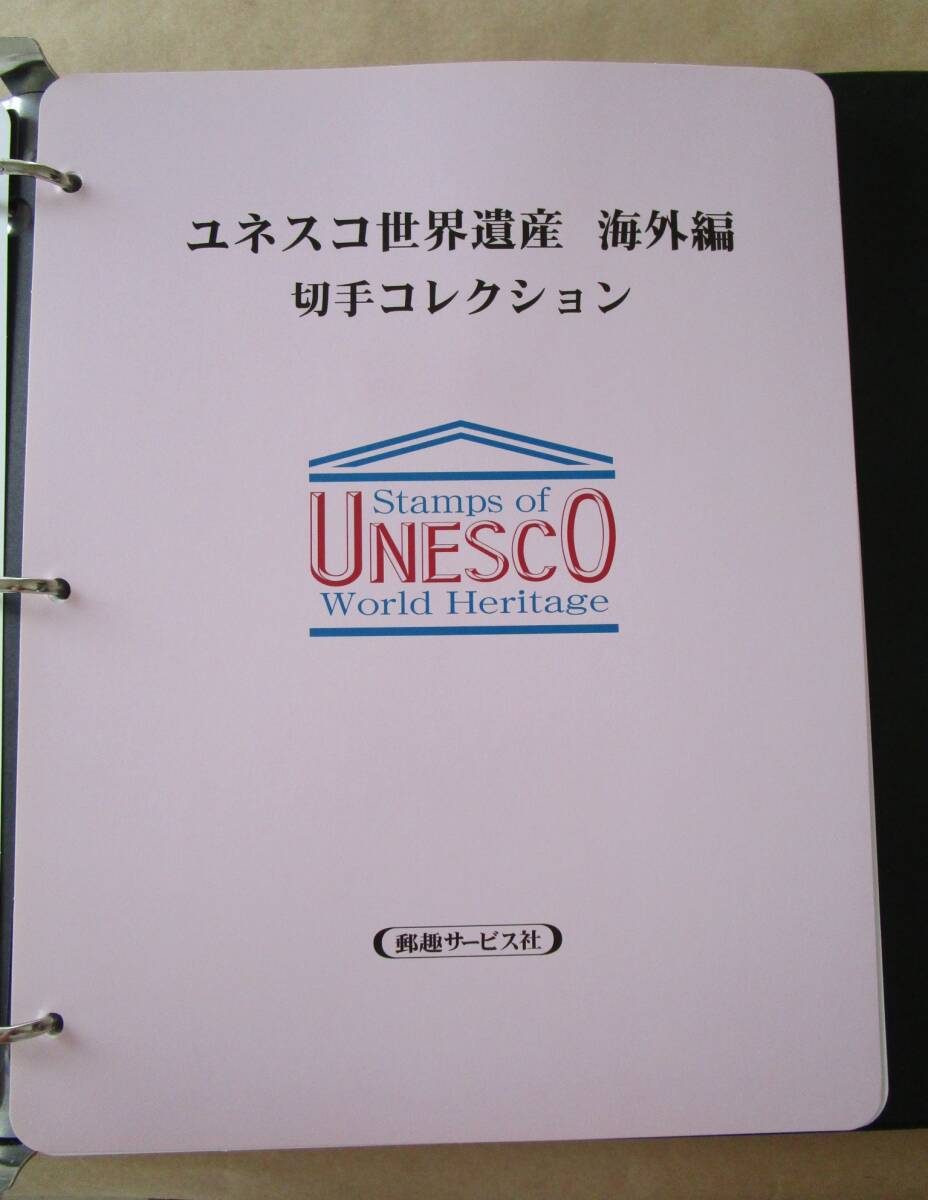 ユネスコ世界遺産 海外編
切手コレクション
Stamps of
UNESCO
World Heritage
郵趣サービス社